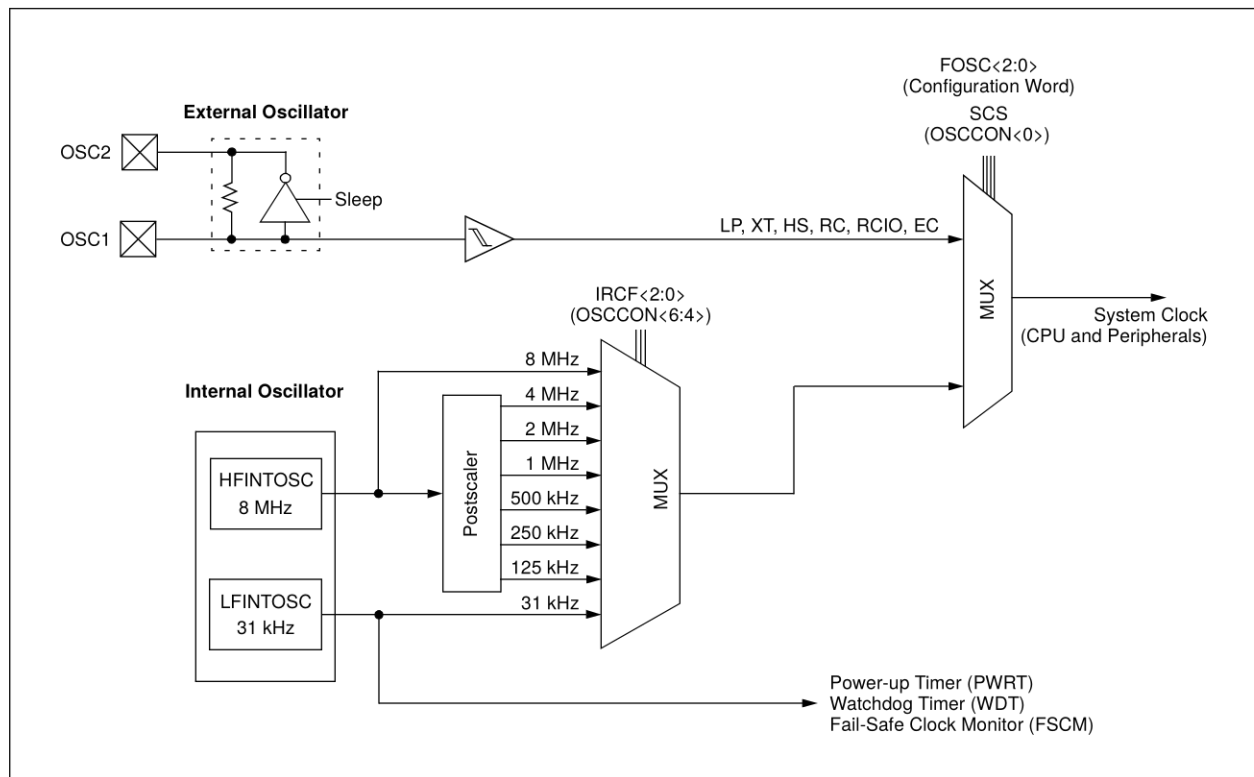 FOSC<2:0>
(Configuration Word)
SCS
(OSCCON<0>)
External Oscillator
OSC2
Sleep
OSC1
LP, XT, HS, RC, RCIO, EC
MUX
System Clock
(CPU and Peripherals)
IRCF<2:0>
(OSCCON<6:4>)
Internal Oscillator
HFINTOSC
8 MHz
LFINTOSC
31 kHz
Postscaler
8 MHz
4 MHz
2 MHz
1 MHz
500 kHz
250 kHz
125 kHz
31 kHz
MUX
Power-up Timer (PWRT)
Watchdog Timer (WDT)
Fail-Safe Clock Monitor (FSCM)